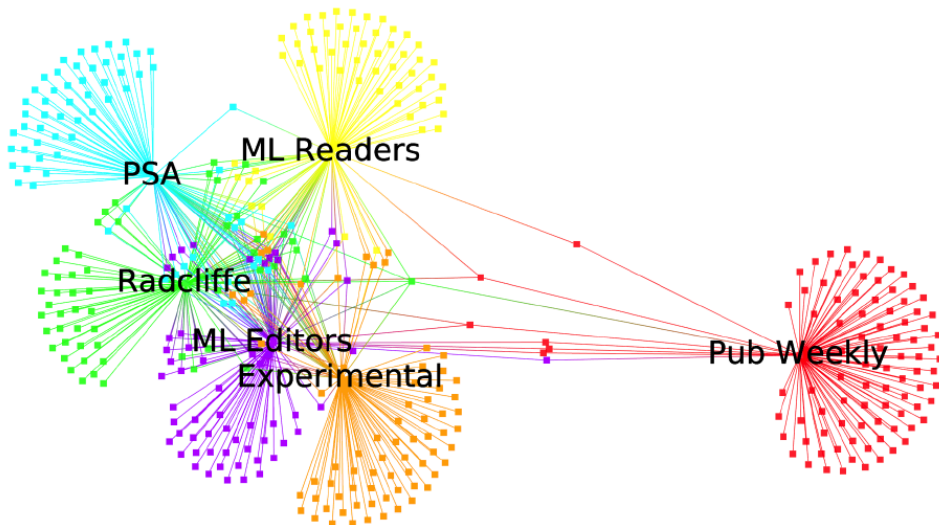 ML Readers
PSA
Radcliffe
ML Editors
Pub Weekly
Experimental